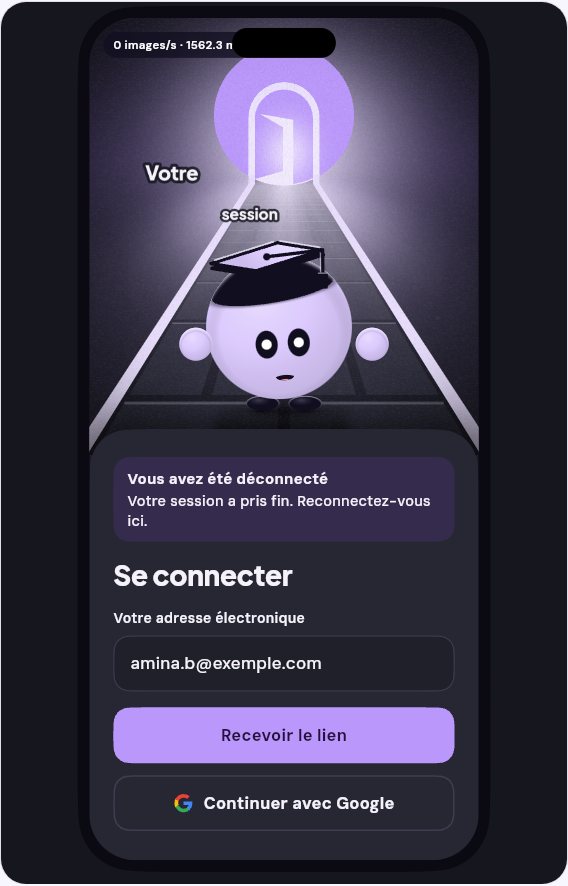 0 images/s · 1562.3
Votre
session
Vous avez été déconnecté
Votre session a pris fin. Reconnectez-vous
ici.
Se connecter
Votre adresse électronique
amina.b@exemple.com
Recevoir le lien
Continuer avec Google